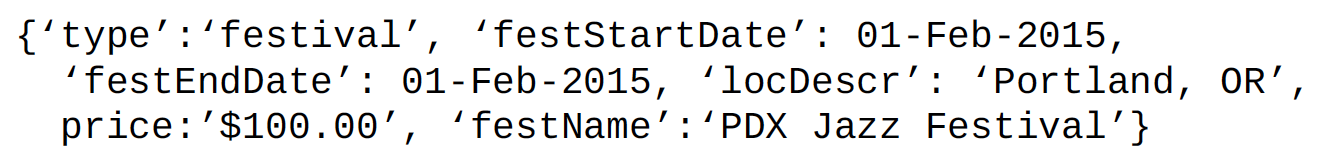 {‘type’:‘festival’, ‘festStartDate’: 01-Feb-2015,
‘festEndDate’: 01-Feb-2015, ‘locDescr’: ‘Portland, OR’,
price:’$100.00’, ‘festName’:‘PDX Jazz Festival’}